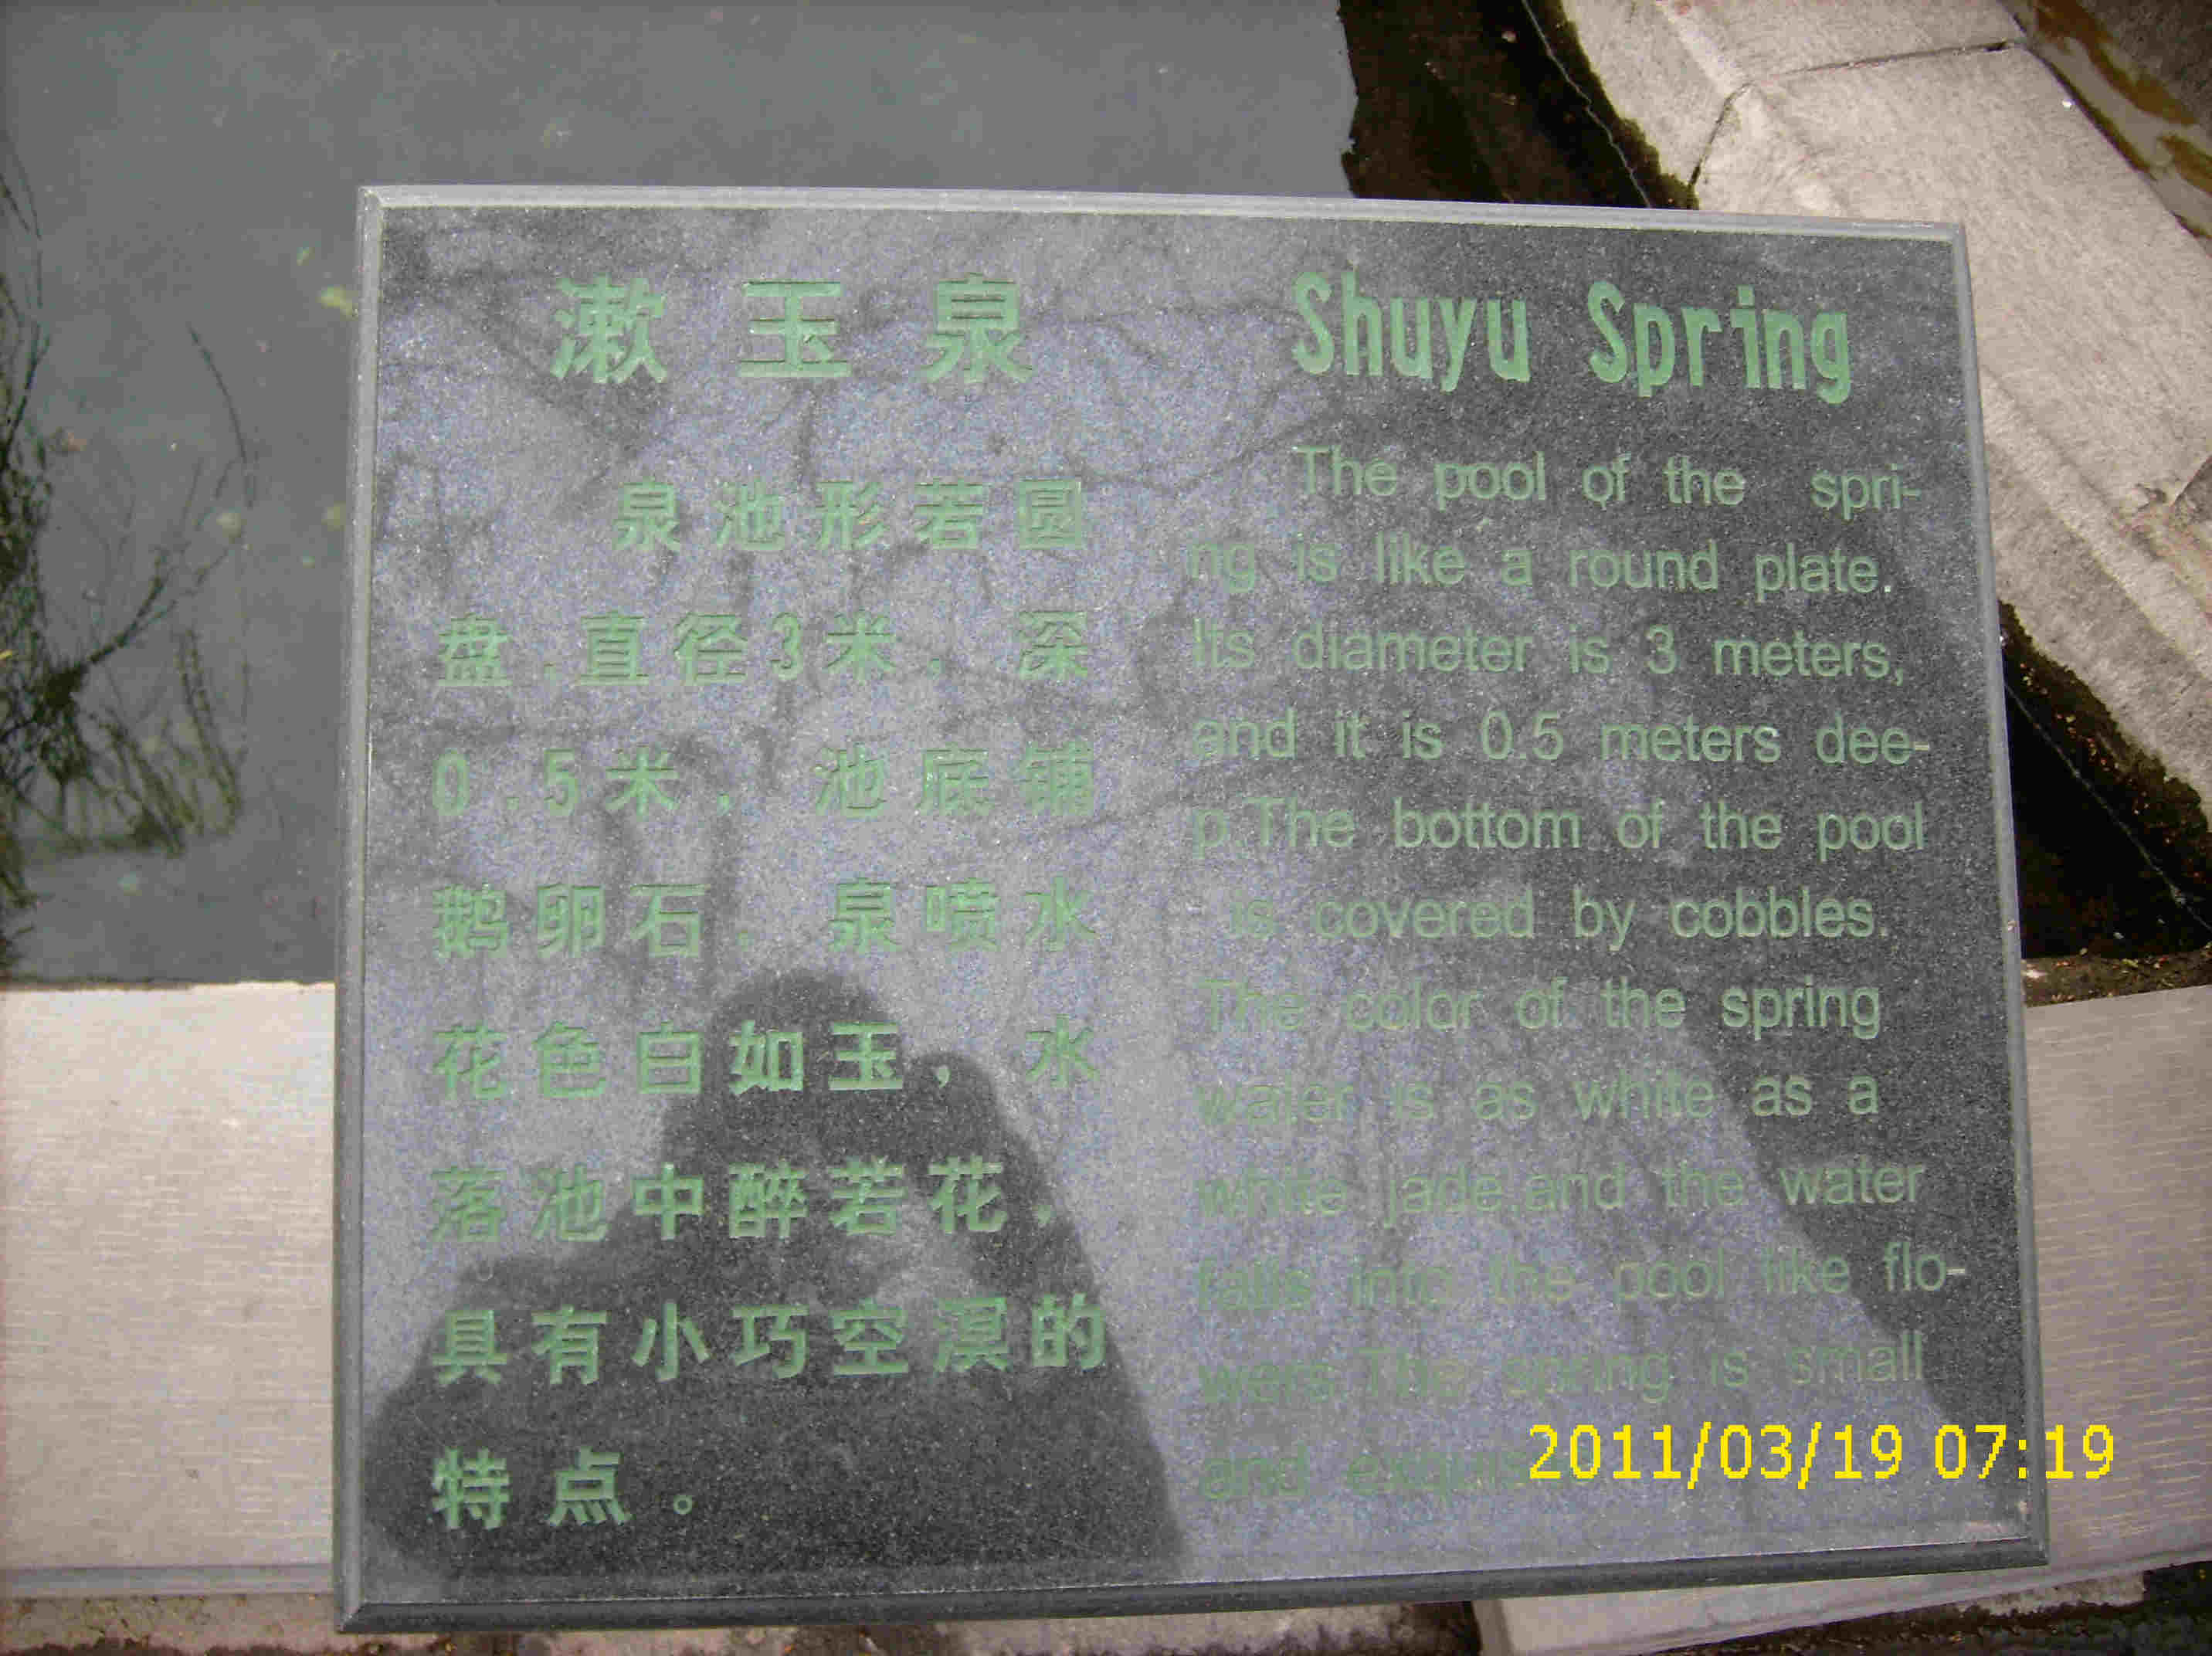 漱玉泉
泉池形若圆
盘.直径3米,深
0.5米,池底铺
鹅卵石.泉喷水
花色白如玉,水
落池中醉若花,
具有小巧空溟的
特点。
Shuyu Spring
The pool of the spri-
ng is like a round plate.
Its diameter is 3 meters,
and it is 0.5 meters dee-
p.The bottom of the pool
is covered by cobbles.
The color of the spring
water is as white as a
white jade,and the water
falls into the pool like flo-
wers.The spring is small
and
2011/03/19 07:19